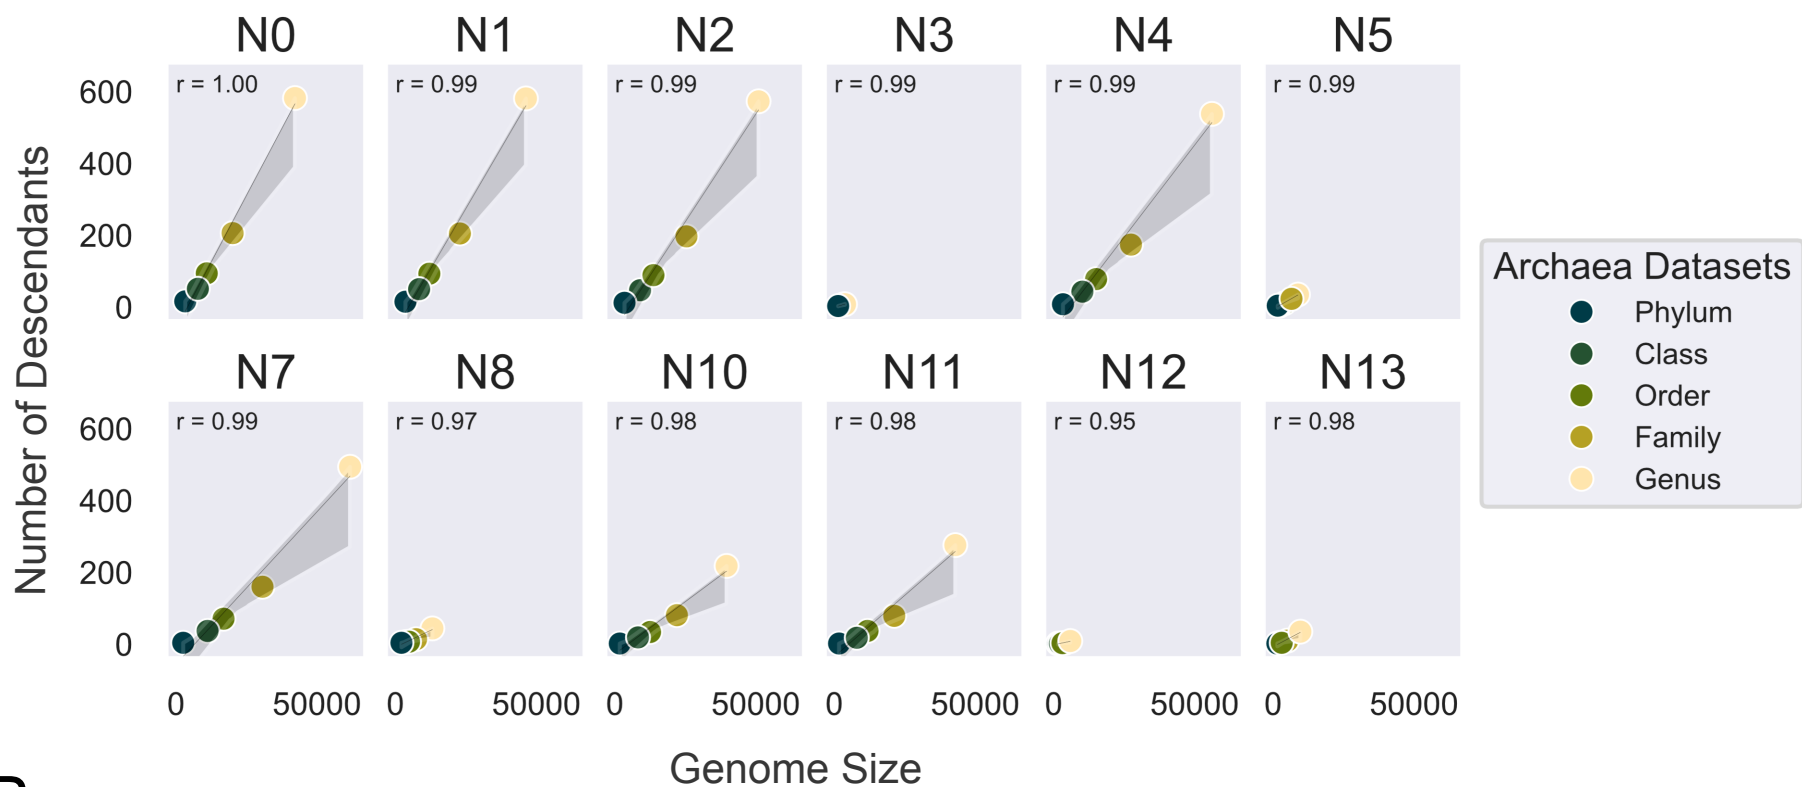 N0 N1 N2 N3 N4 N5
r = 1.00 r = 0.99 r = 0.99 r = 0.99 r = 0.99 r = 0.99
600
400
200
0
N7 N8 N10 N11 N12 N13
r = 0.99 r = 0.97 r = 0.98 r = 0.98 r = 0.95 r = 0.98
600
400
200
0
0 50000 0 50000 0 50000 0 50000 0 50000 0 50000
Genome Size
Number of Descendants
Archaea Datasets
Phylum
Class
Order
Family
Genus